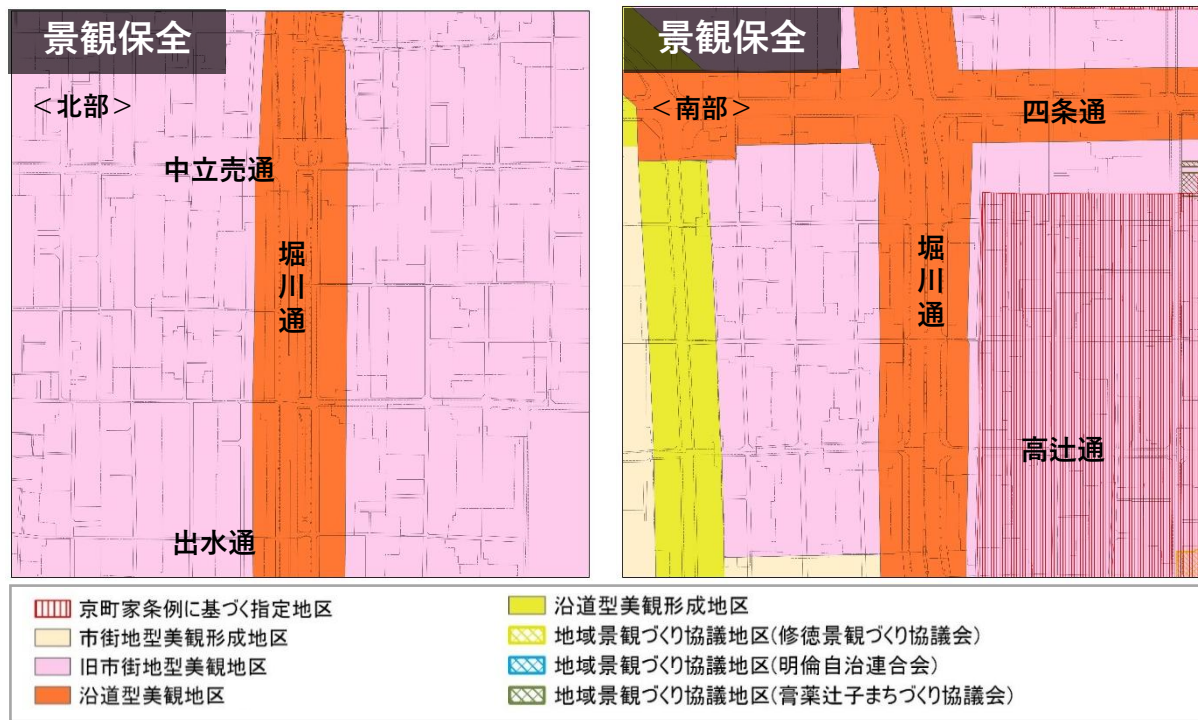 景観保全
<北部>
中立売通
堀川通
出水通
景観保全
<南部>
四条通
堀川通
高辻通
京町家条例に基づく指定地区
市街地型美観形成地区
旧市街地型美観地区
沿道型美観地区
沿道型美観形成地区
地域景観づくり協議地区(修徳景観づくり協議会)
地域景観づくり協議地区(明倫自治連合会)
地域景観づくり協議地区(膏薬辻子まちづくり協議会)